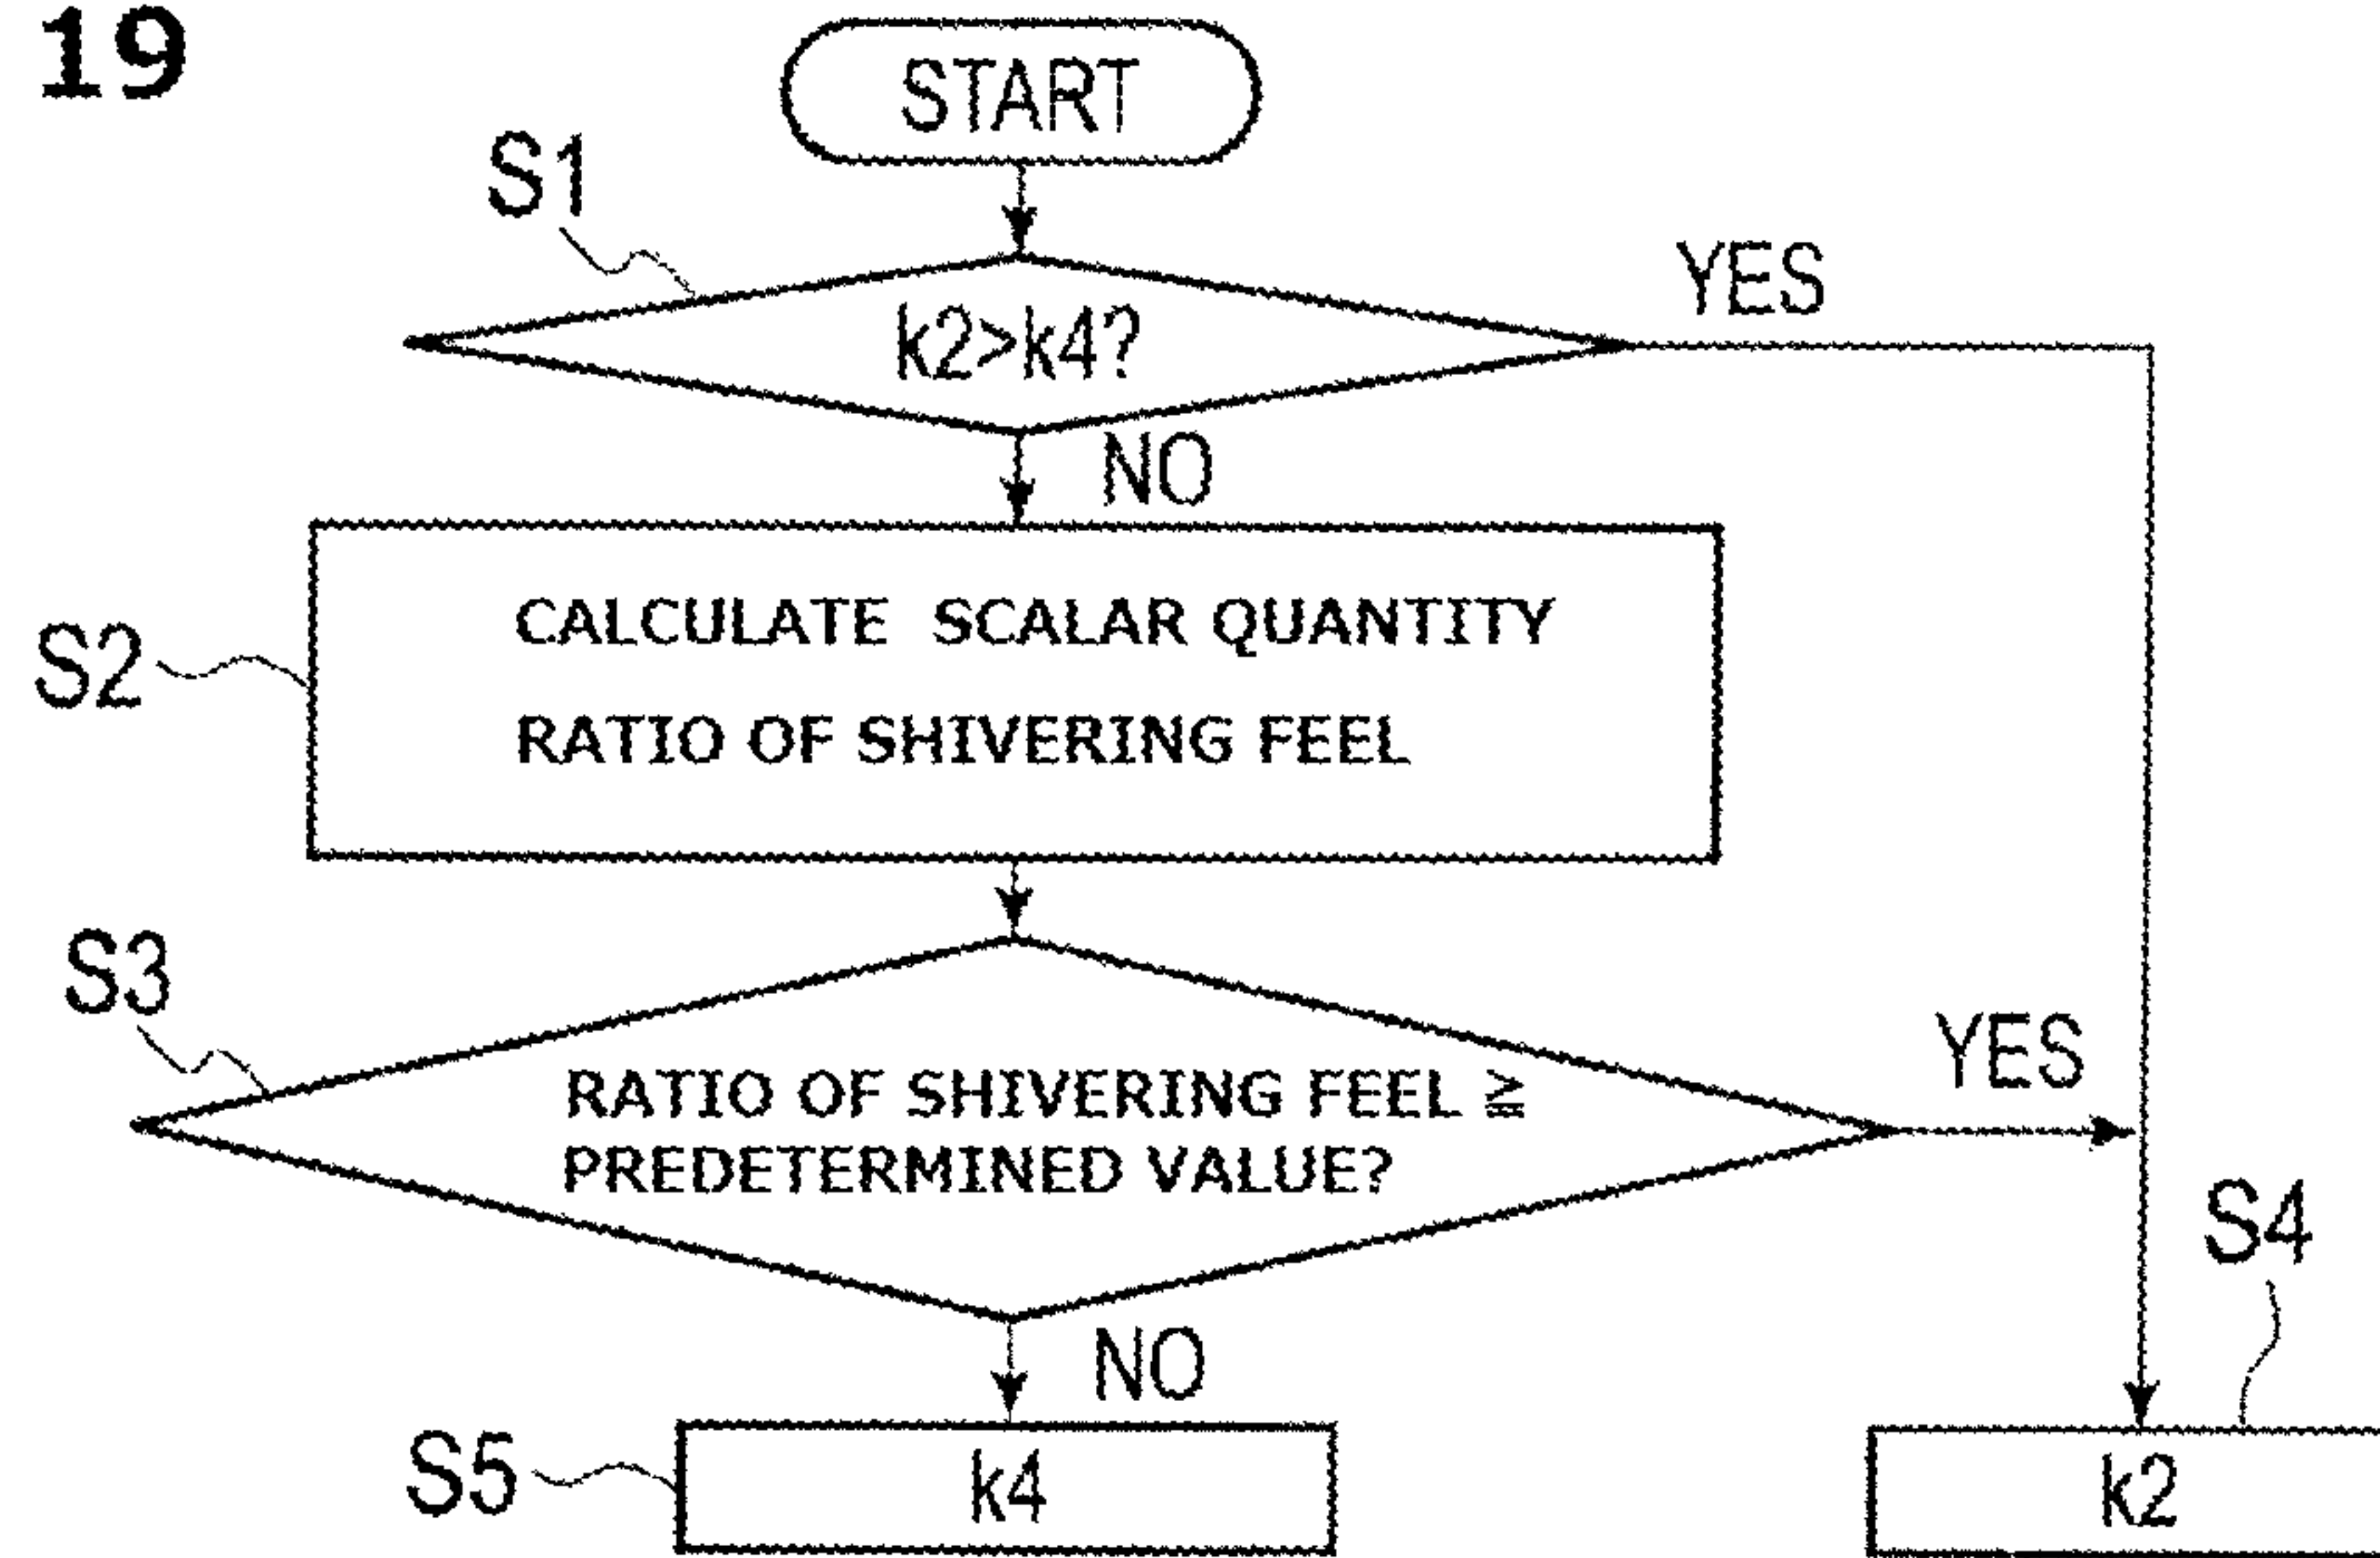 19
START
S1
k2>k4?
YES
NO
S2
CALCULATE SCALAR QUANTITY
RATIO OF SHIVERING FEEL
S3
RATIO OF SHIVERING FEEL ≧
PREDETERMINED VALUE?
YES
S4
NO
S5
k4
k2